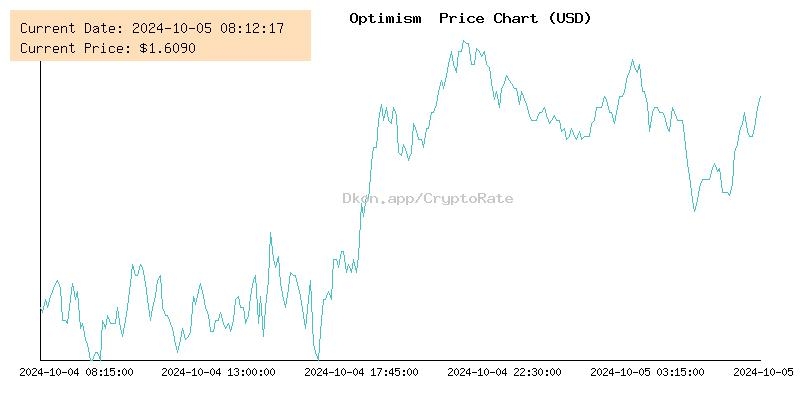 Optimism  Price Chart (USD)
Current Date: 2024-10-05 08:12:17
Current Price: $1.6090
Dkon.app/CryptoRate
2024-10-04 08:15:00 2024-10-04 13:00:00 2024-10-04 17:45:00 2024-10-04 22:30:00 2024-10-05 03:15:00 2024-10-05